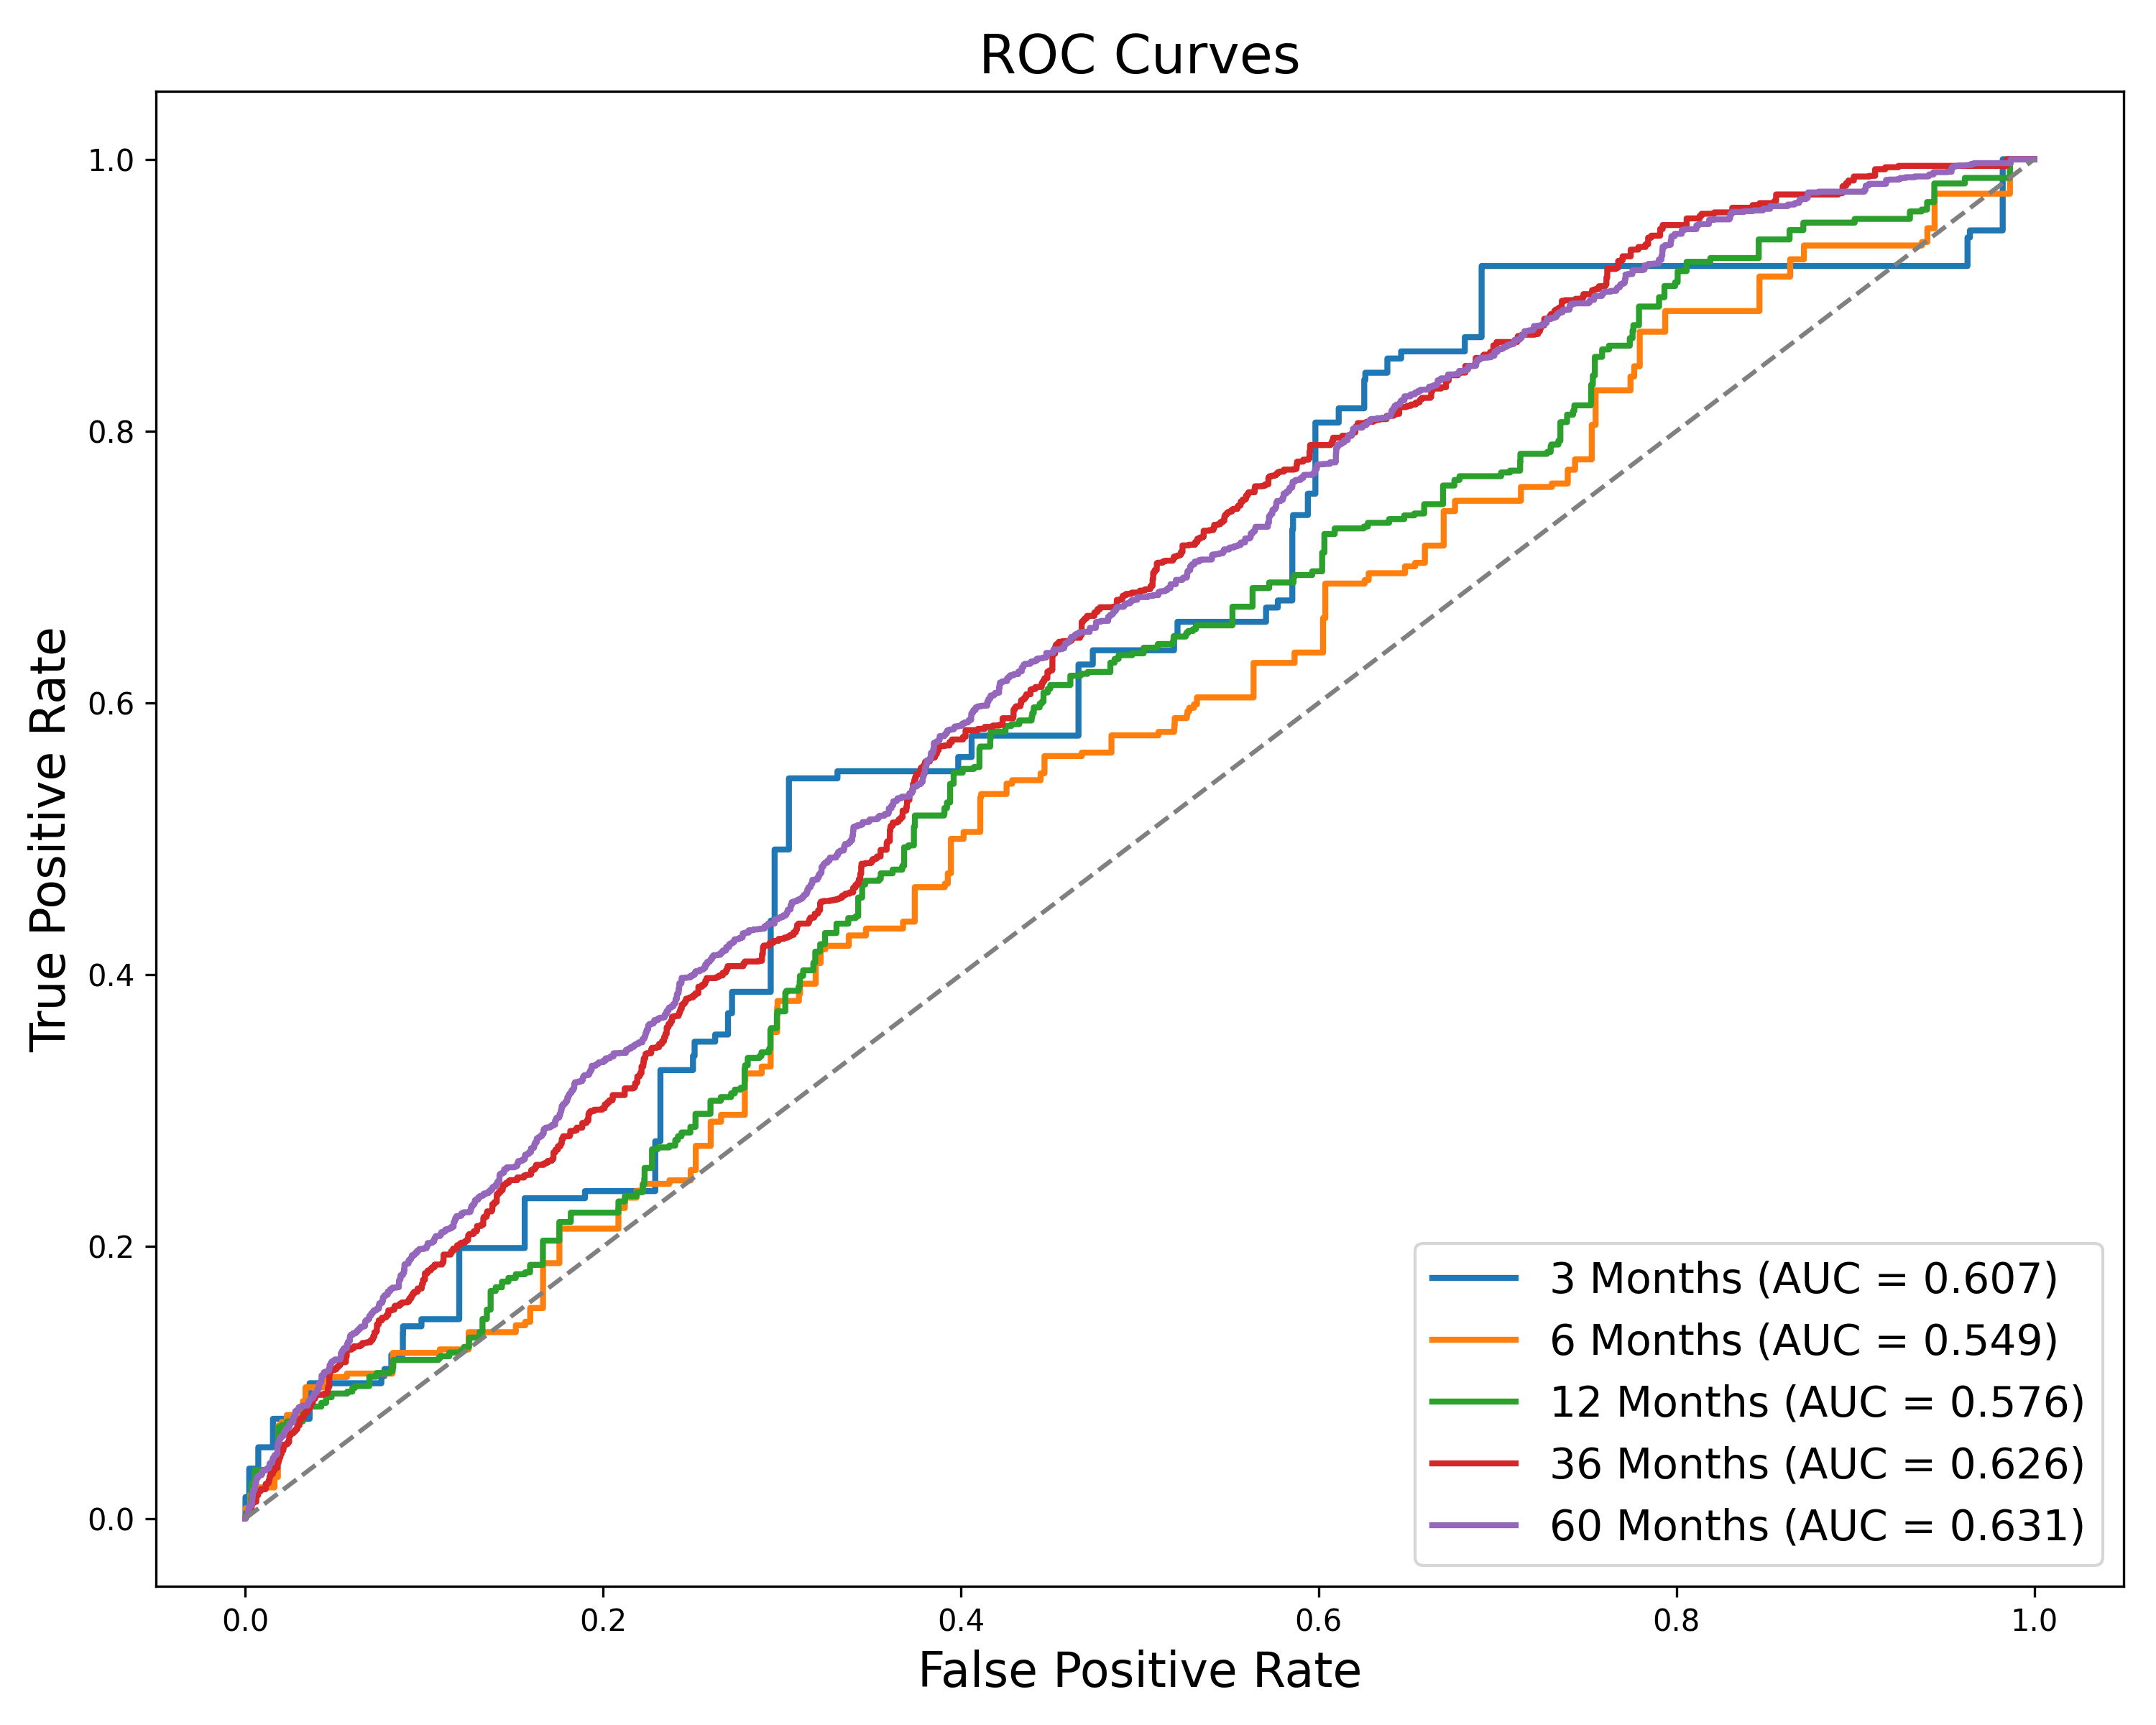 ROC Curves
True Positive Rate
1.0
0.8
0.6
0.4
0.2
0.0
0.0 0.2 0.4 0.6 0.8 1.0
False Positive Rate
3 Months (AUC = 0.607)
6 Months (AUC = 0.549)
12 Months (AUC = 0.576)
36 Months (AUC = 0.626)
60 Months (AUC = 0.631)